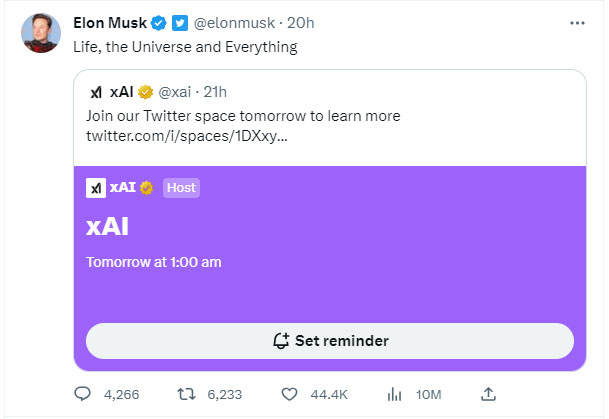 Elon Musk @elonmusk · 20h
Life, the Universe and Everything
xAI @xai · 21h
Join our Twitter space tomorrow to learn more
twitter.com/i/spaces/1DXxy...
xAI Host
xAI
Tomorrow at 1:00 am
Set reminder
4,266 6,233 44.4K 10M